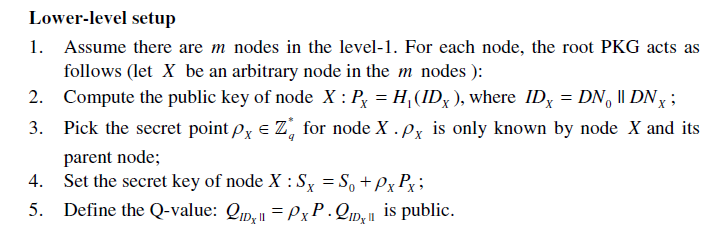 Lower-level setup
1. Assume there are m nodes in the level-1. For each node, the root PKG acts as
follows (let X be an arbitrary node in the m nodes ):
2. Compute the public key of node X : P_X = H_1(ID_X), where ID_X = DN_0 || DN_X ;
3. Pick the secret point ρ_X ∈ ℤ_q^* for node X . ρ_X is only known by node X and its
parent node;
4. Set the secret key of node X : S_X = S_0 + ρ_X P_X ;
5. Define the Q-value: Q_{ID_X ||} = ρ_X P . Q_{ID_X ||} is public.